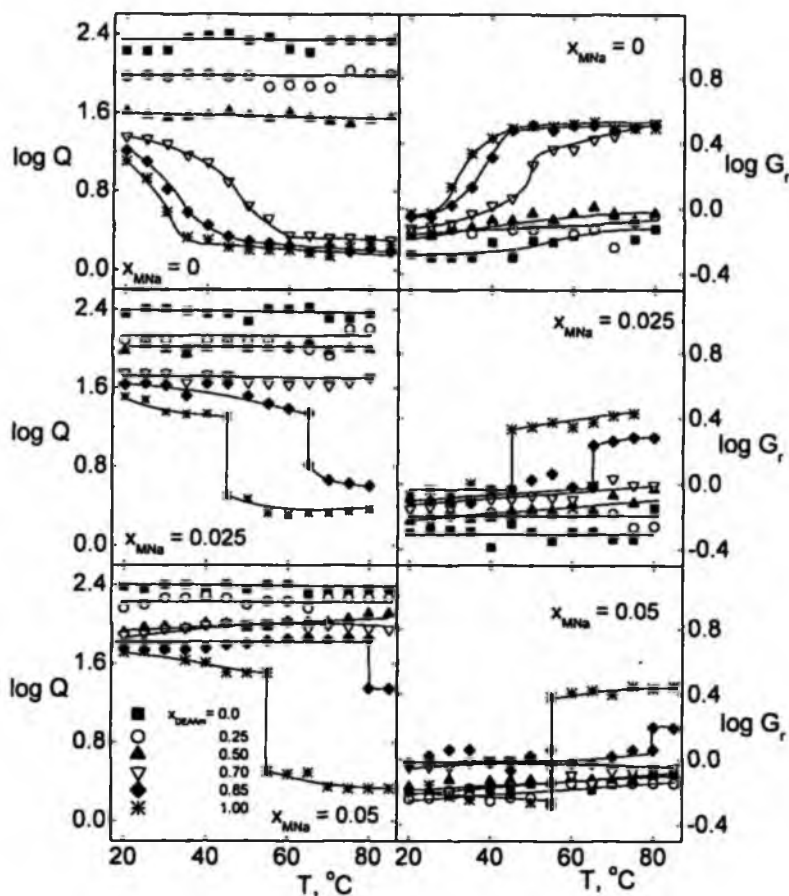 2.4
1.6
0.8
0.0
log Q
x_MNa = 0
x_MNa = 0
0.8
0.4
0.0
-0.4
log G_r
2.4
1.6
0.8
0.0
log Q
x_MNa = 0.025
x_MNa = 0.025
0.8
0.4
0.0
-0.4
log G_r
2.4
1.6
0.8
0.0
log Q
x_DEAAm = 0.0
0.25
0.50
0.70
0.85
1.00
x_MNa = 0.05
x_MNa = 0.05
0.8
0.4
0.0
-0.4
log G_r
20 40 60 80
20 40 60 80
T, °C
T, °C